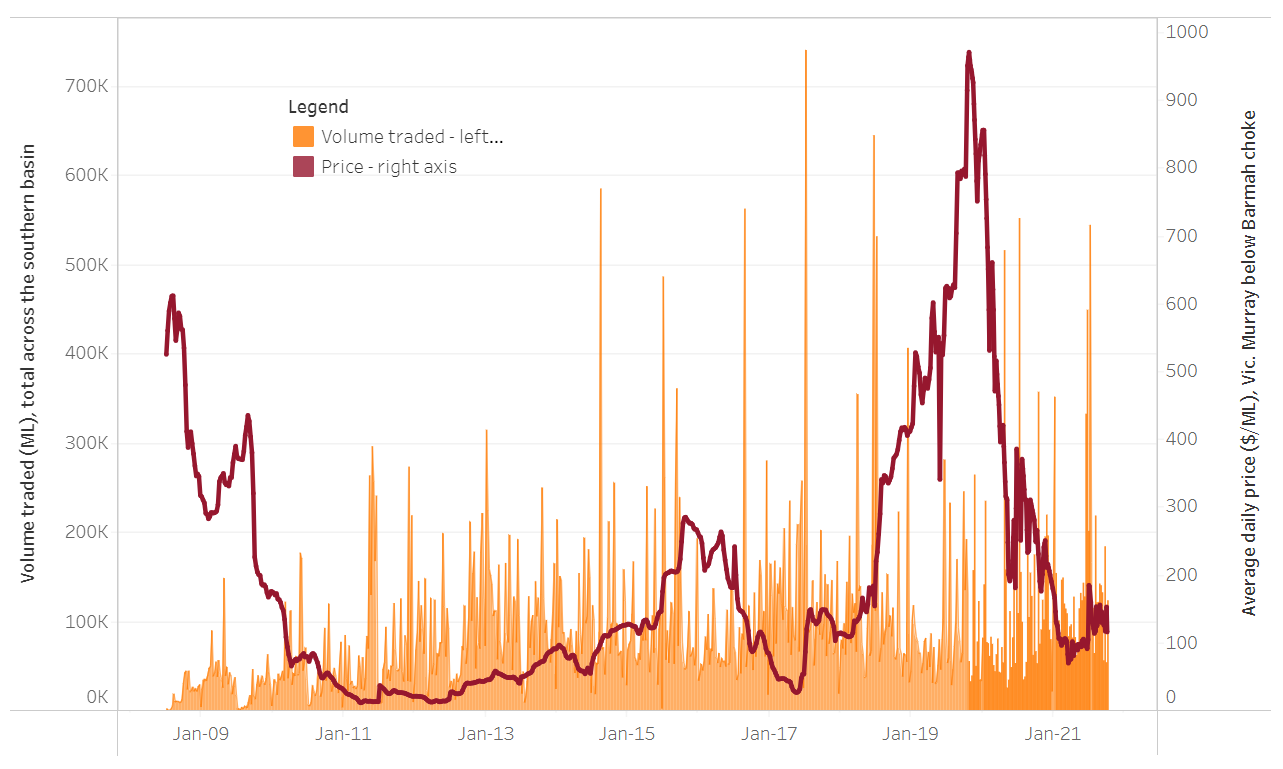 Volume traded (ML), total across the southern basin
700K
600K
500K
400K
300K
200K
100K
0K
Legend
Volume traded - left...
Price - right axis
1000
900
800
700
600
500
400
300
200
100
0
Average daily price ($/ML), Vic. Murray below Barmah choke
Jan-09
Jan-11
Jan-13
Jan-15
Jan-17
Jan-19
Jan-21